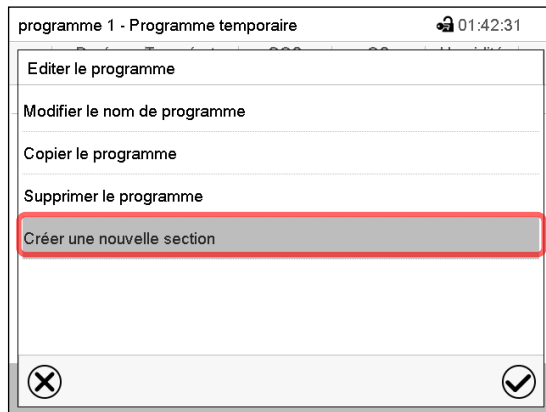 programme 1 - Programme temporaire 01:42:31
Editer le programme
Modifier le nom de programme
Copier le programme
Supprimer le programme
Créer une nouvelle section